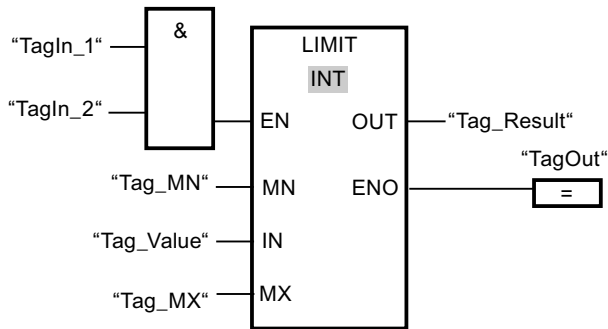 &
“TagIn_1“
“TagIn_2“
LIMIT
INT
EN
OUT
“Tag_Result“
“TagOut“
“Tag_MN“
MN
ENO
=
“Tag_Value“
IN
“Tag_MX“
MX